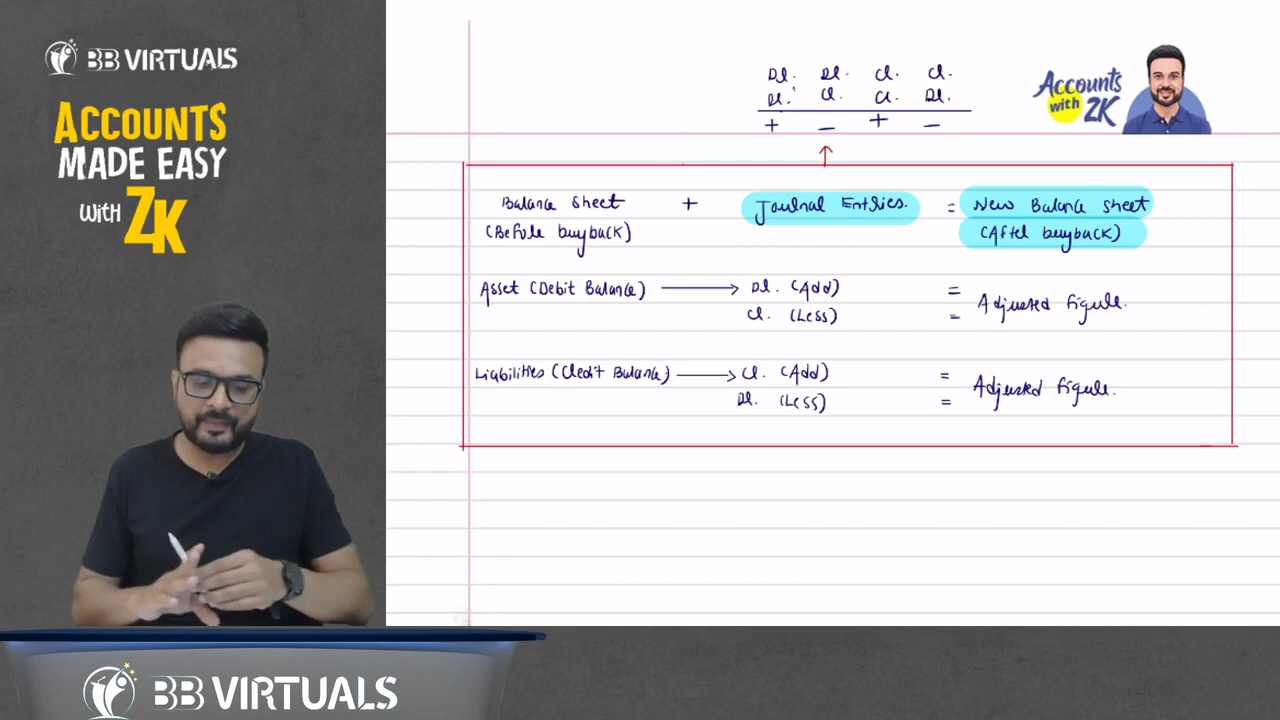 BB VIRTUALS
ACCOUNTS
MADE EASY
WITH ZK
Dr. Dr. Cr. Cr.
Dr. Cr. Cr. Dr.
+ – + –
Accounts
with ZK
Balance Sheet + Journal Entries. = New Balance Sheet
(Before buyback) (After buyback)
Asset (Debit Balance) → Dr. (Add) =
Cr. (Less) = Adjusted figure.
Liabilities (Credit Balance) → Cr. (Add) =
Dr. (Less) = Adjusted figure.
BB VIRTUALS